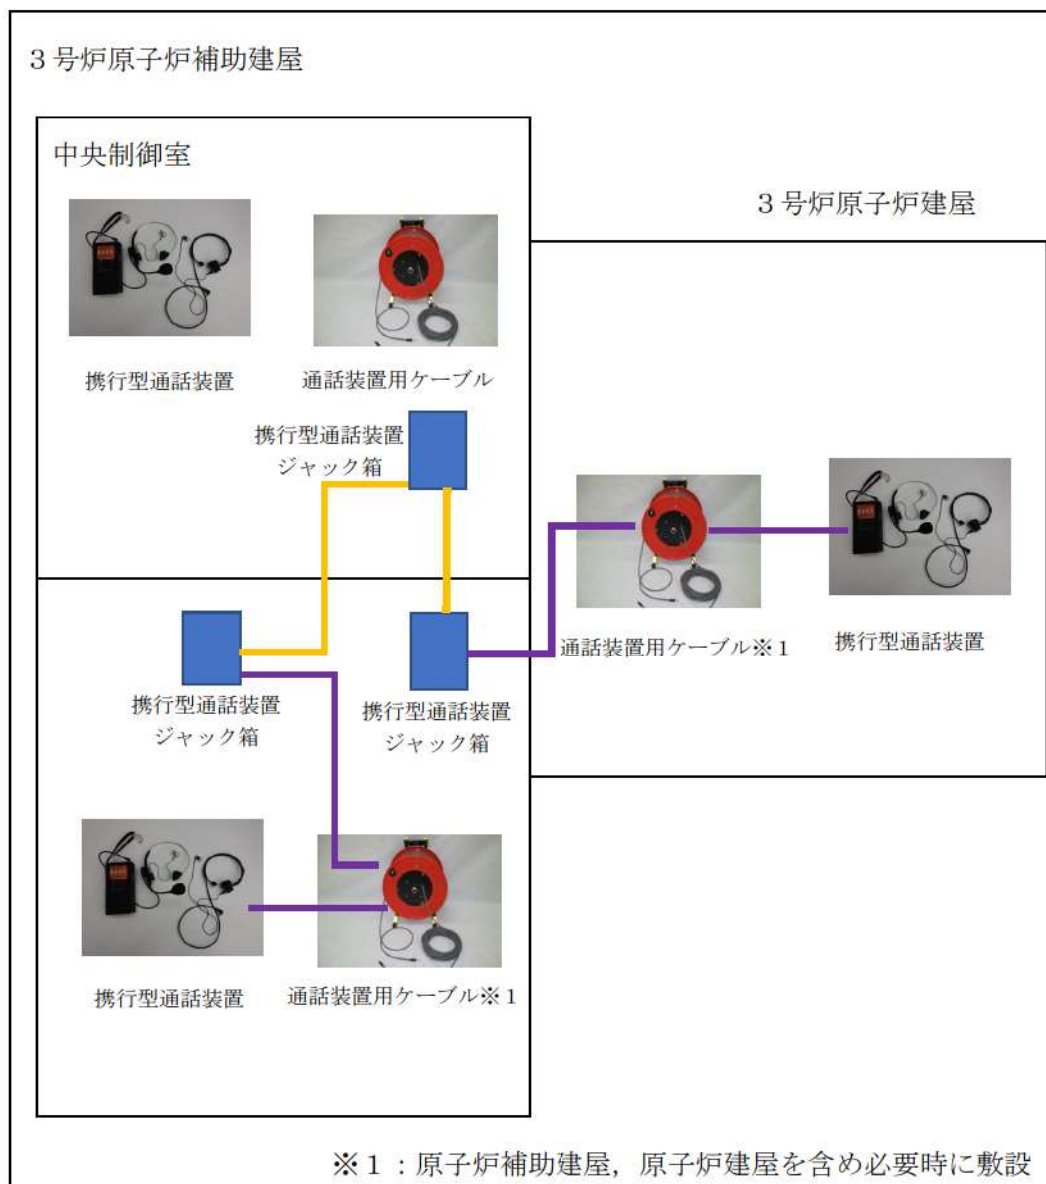 ３号炉原子炉補助建屋
中央制御室
３号炉原子炉建屋
携行型通話装置
通話装置用ケーブル
携行型通話装置
ジャック箱
通話装置用ケーブル※１
携行型通話装置
携行型通話装置
ジャック箱
携行型通話装置
ジャック箱
携行型通話装置
通話装置用ケーブル※１
※１：原子炉補助建屋，原子炉建屋を含め必要時に敷設